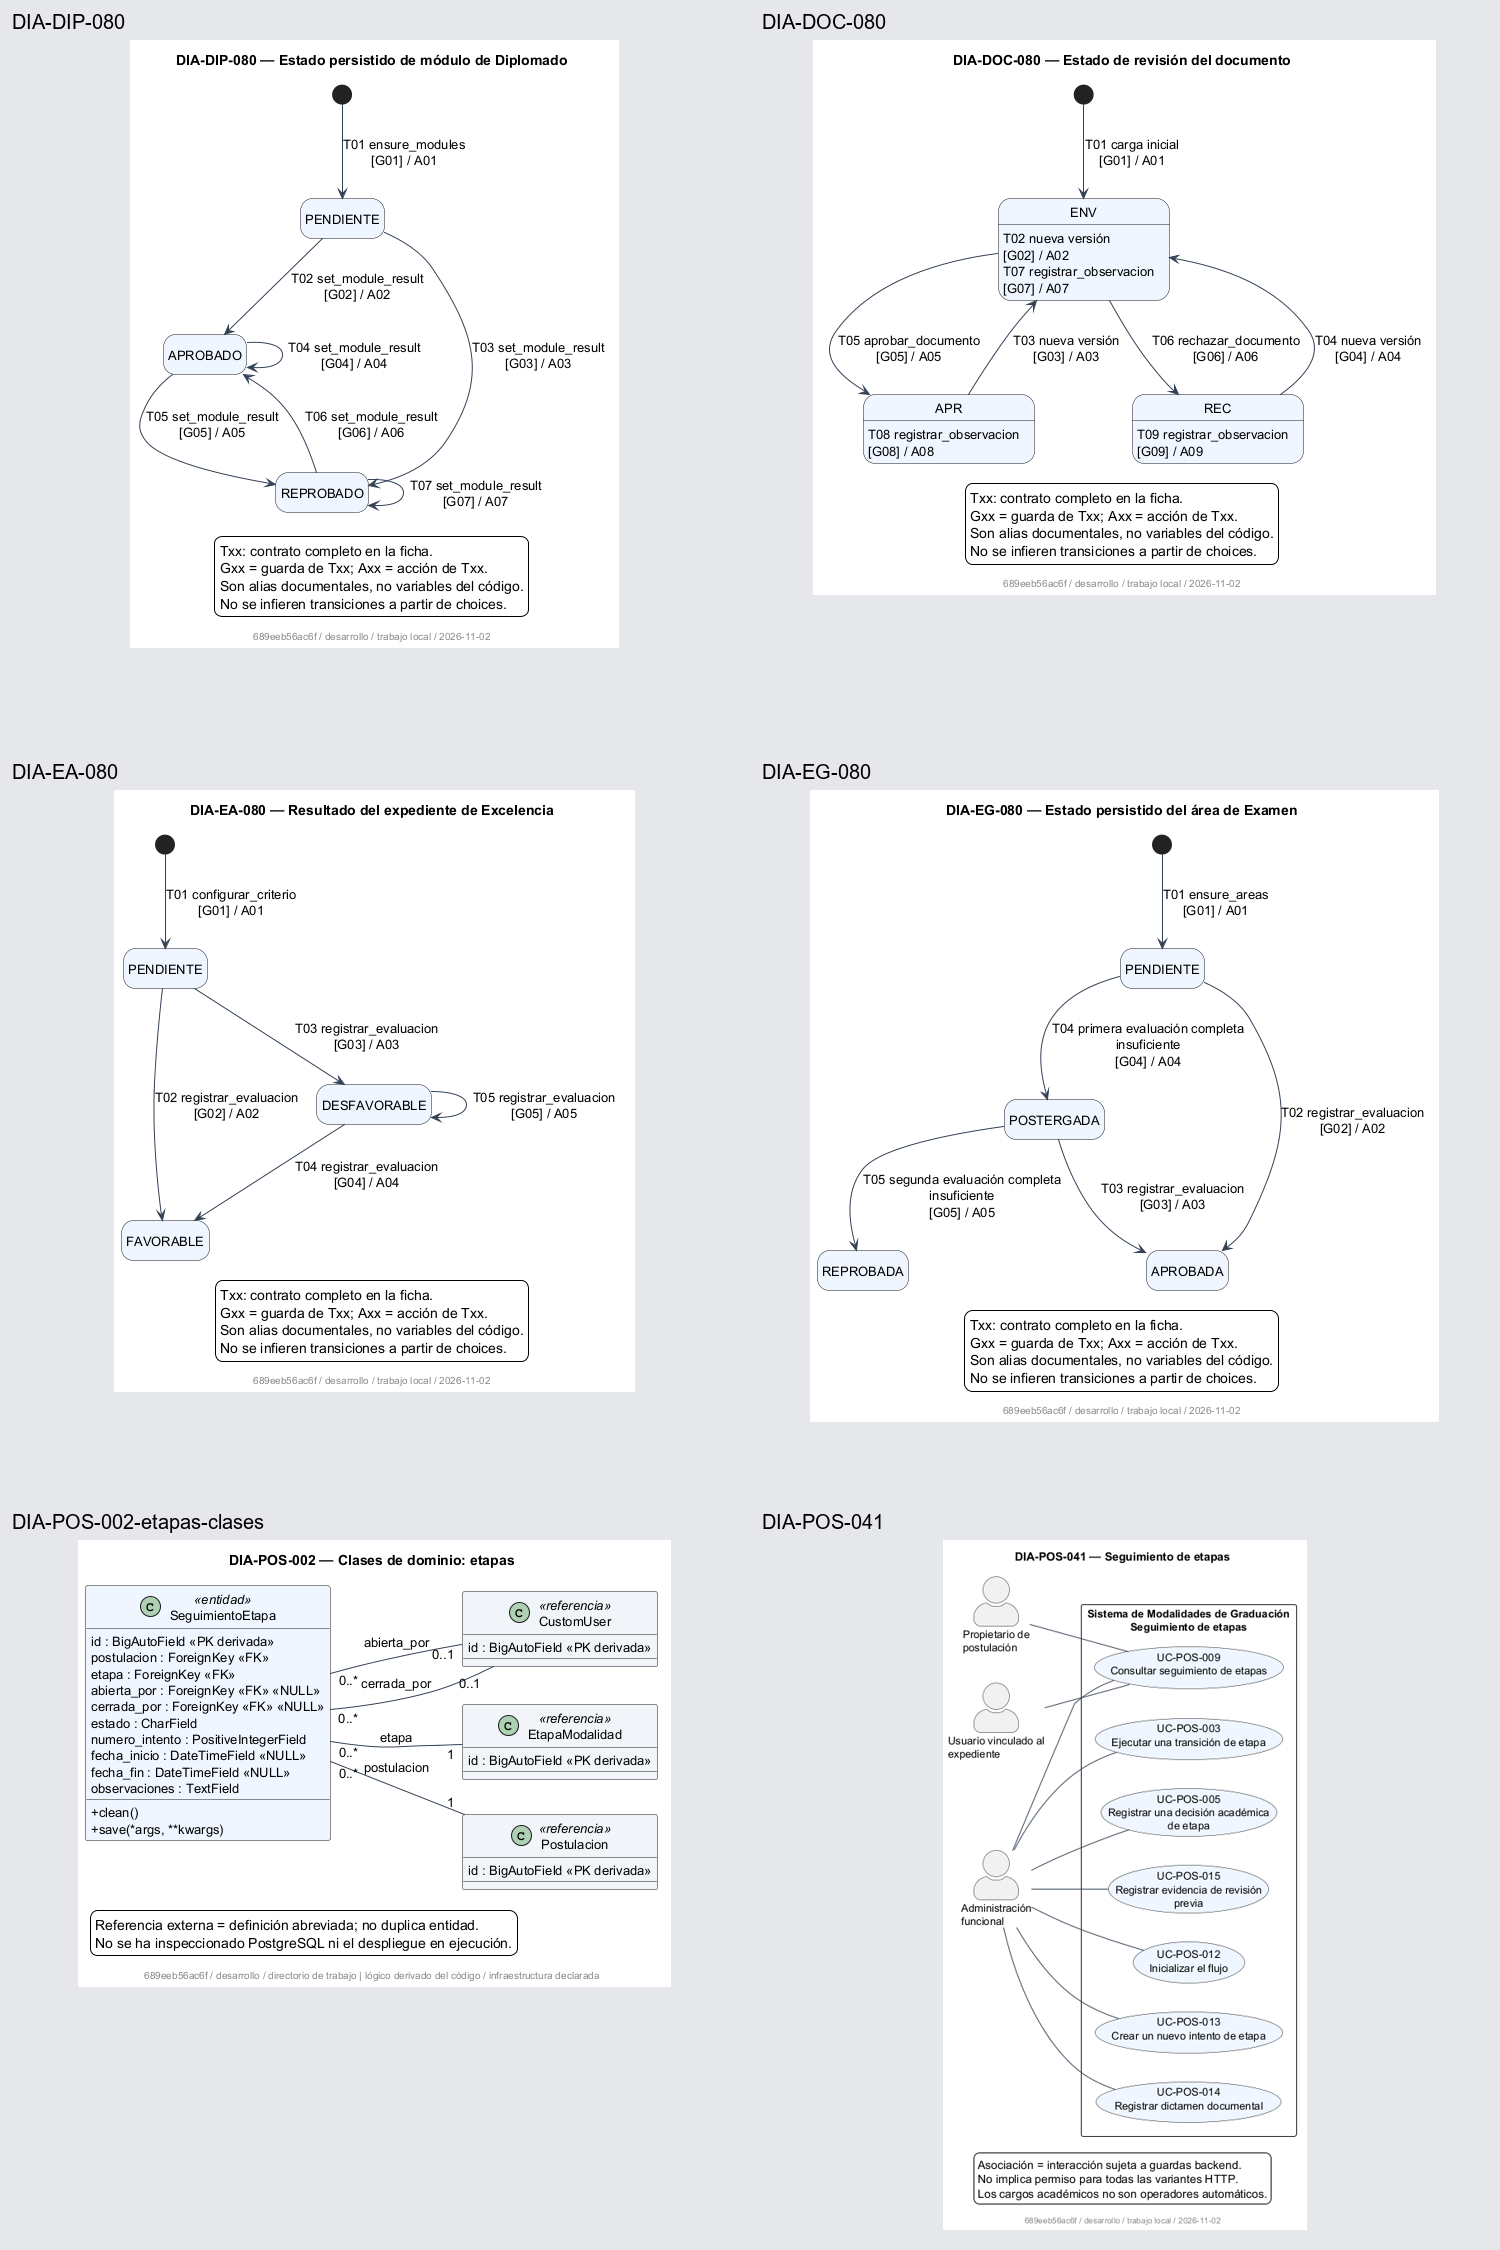 DIA-DIP-080
DIA-DIP-080 — Estado persistido de módulo de Diplomado
T01 ensure_modules
[G01] / A01
PENDIENTE
T02 set_module_result
[G02] / A02
APROBADO
T04 set_module_result
[G04] / A04
T03 set_module_result
[G03] / A03
T05 set_module_result
[G05] / A05
T06 set_module_result
[G06] / A06
REPROBADO
T07 set_module_result
[G07] / A07
Txx: contrato completo en la ficha.
Gxx = guarda de Txx; Axx = acción de Txx.
Son alias documentales, no variables del código.
No se infieren transiciones a partir de choices.
689eeb56ac6f / desarrollo / trabajo local / 2026-11-02
DIA-DOC-080
DIA-DOC-080 — Estado de revisión del documento
T01 carga inicial
[G01] / A01
ENV
T02 nueva versión
[G02] / A02
T07 registrar_observacion
[G07] / A07
T05 aprobar_documento
[G05] / A05
T03 nueva versión
[G03] / A03
T06 rechazar_documento
[G06] / A06
T04 nueva versión
[G04] / A04
APR
T08 registrar_observacion
[G08] / A08
REC
T09 registrar_observacion
[G09] / A09
Txx: contrato completo en la ficha.
Gxx = guarda de Txx; Axx = acción de Txx.
Son alias documentales, no variables del código.
No se infieren transiciones a partir de choices.
689eeb56ac6f / desarrollo / trabajo local / 2026-11-02
DIA-EA-080
DIA-EA-080 — Resultado del expediente de Excelencia
T01 configurar_criterio
[G01] / A01
PENDIENTE
T03 registrar_evaluacion
[G03] / A03
T02 registrar_evaluacion
[G02] / A02
DESFAVORABLE
T05 registrar_evaluacion
[G05] / A05
T04 registrar_evaluacion
[G04] / A04
FAVORABLE
Txx: contrato completo en la ficha.
Gxx = guarda de Txx; Axx = acción de Txx.
Son alias documentales, no variables del código.
No se infieren transiciones a partir de choices.
689eeb56ac6f / desarrollo / trabajo local / 2026-11-02
DIA-EG-080
DIA-EG-080 — Estado persistido del área de Examen
T01 ensure_areas
[G01] / A01
PENDIENTE
T04 primera evaluación completa
insuficiente
[G04] / A04
POSTERGADA
T02 registrar_evaluacion
[G02] / A02
T05 segunda evaluación completa
insuficiente
[G05] / A05
T03 registrar_evaluacion
[G03] / A03
REPROBADA
APROBADA
Txx: contrato completo en la ficha.
Gxx = guarda de Txx; Axx = acción de Txx.
Son alias documentales, no variables del código.
No se infieren transiciones a partir de choices.
689eeb56ac6f / desarrollo / trabajo local / 2026-11-02
DIA-POS-002-etapas-clases
DIA-POS-002 — Clases de dominio: etapas
C
«entidad»
SeguimientoEtapa
id : BigAutoField «PK derivada»
postulacion : ForeignKey «FK»
etapa : ForeignKey «FK»
abierta_por : ForeignKey «FK» «NULL»
cerrada_por : ForeignKey «FK» «NULL»
estado : CharField
numero_intento : PositiveIntegerField
fecha_inicio : DateTimeField «NULL»
fecha_fin : DateTimeField «NULL»
observaciones : TextField
+clean()
+save(*args, **kwargs)
abierta_por
0..1
0..*
cerrada_por
0..1
0..*
etapa
0..*
1
postulacion
0..*
1
C
«referencia»
CustomUser
id : BigAutoField «PK derivada»
C
«referencia»
EtapaModalidad
id : BigAutoField «PK derivada»
C
«referencia»
Postulacion
id : BigAutoField «PK derivada»
Referencia externa = definición abreviada; no duplica entidad.
No se ha inspeccionado PostgreSQL ni el despliegue en ejecución.
689eeb56ac6f / desarrollo / directorio de trabajo | lógico derivado del código / infraestructura declarada
DIA-POS-041
DIA-POS-041 — Seguimiento de etapas
Propietario de
postulación
Usuario vinculado al
expediente
Administración
funcional
Sistema de Modalidades de Graduación
Seguimiento de etapas
UC-POS-009
Consultar seguimiento de etapas
UC-POS-003
Ejecutar una transición de etapa
UC-POS-005
Registrar una decisión académica
de etapa
UC-POS-015
Registrar evidencia de revisión
previa
UC-POS-012
Inicializar el flujo
UC-POS-013
Crear un nuevo intento de etapa
UC-POS-014
Registrar dictamen documental
Asociación = interacción sujeta a guardas backend.
No implica permiso para todas las variantes HTTP.
Los cargos académicos no son operadores automáticos.
689eeb56ac6f / desarrollo / trabajo local / 2026-11-02